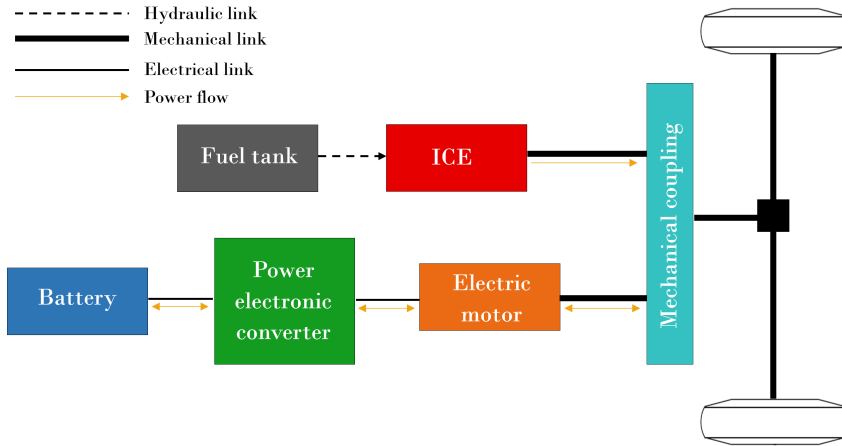 Hydraulic link
Mechanical link
Electrical link
Power flow
Fuel tank
ICE
Mechanical coupling
Battery
Power
electronic
converter
Electric
motor